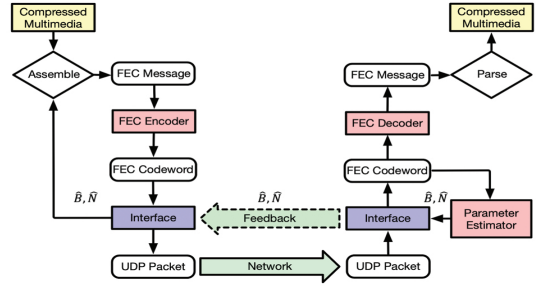 Compressed
Multimedia
Assemble
FEC Message
FEC Encoder
FEC Codeword
B̂, N̂
Interface
UDP Packet
B̂, N̂
Feedback
Network
Compressed
Multimedia
FEC Message
Parse
FEC Decoder
FEC Codeword
B̂, N̂
Interface
Parameter
Estimator
UDP Packet